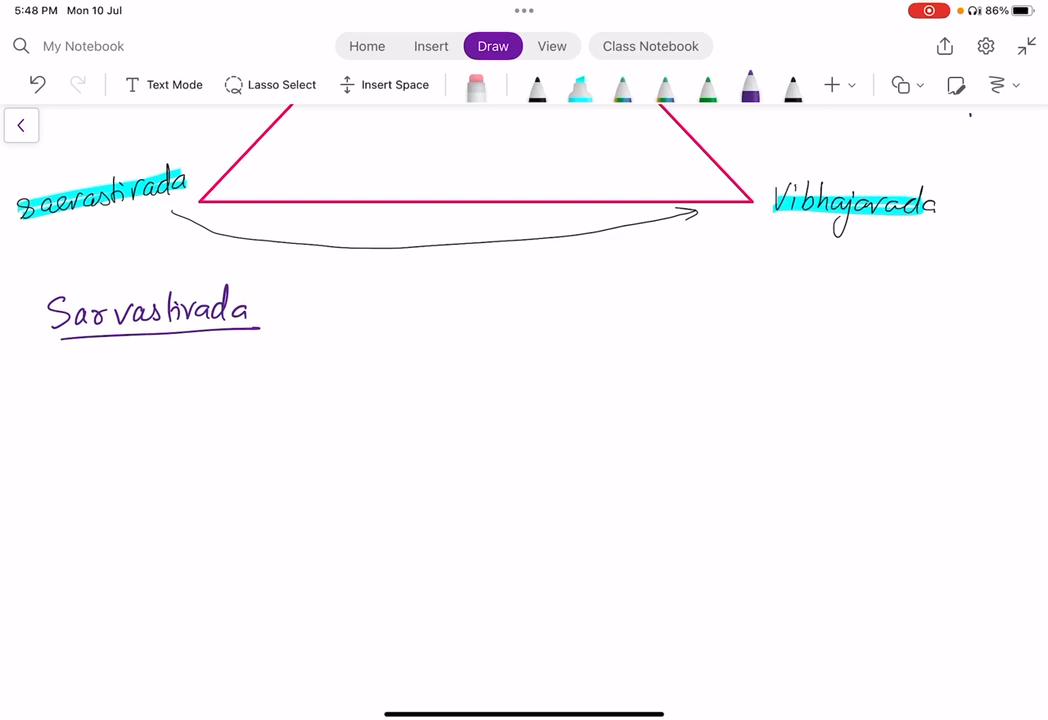 5:48 PM Mon 10 Jul 86%
My Notebook Home Insert Draw View Class Notebook
Text Mode Lasso Select Insert Space
saervastivada
Vibhajavada
Sarvastivada